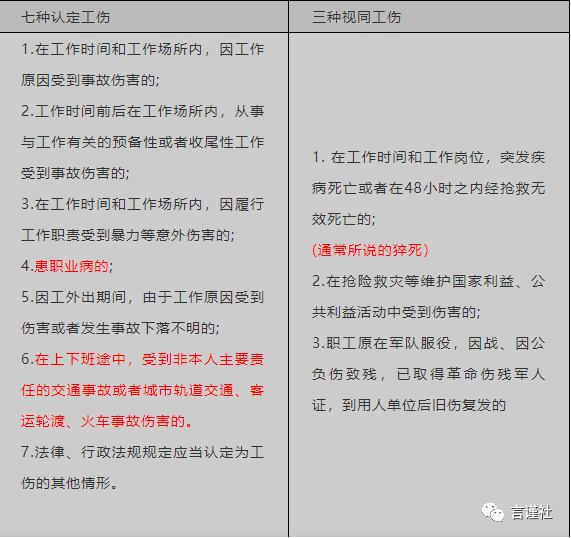 七种认定工伤
1.在工作时间和工作场所内，因工作
原因受到事故伤害的;
2.工作时间前后在工作场所内，从事
与工作有关的预备性或者收尾性工作
受到事故伤害的;
3.在工作时间和工作场所内，因履行
工作职责受到暴力等意外伤害的;
4.患职业病的;
5.因工外出期间，由于工作原因受到
伤害或者发生事故下落不明的;
6.在上下班途中，受到非本人主要责
任的交通事故或者城市轨道交通、客
运轮渡、火车事故伤害的。
7.法律、行政法规规定应当认定为工
伤的其他情形。
三种视同工伤
1. 在工作时间和工作岗位，突发疾
病死亡或者在48小时之内经抢救无
效死亡的;
(通常所说的猝死）
2.在抢险救灾等维护国家利益、公
共利益活动中受到伤害的;
3.职工原在军队服役，因战、因公
负伤致残，已取得革命伤残军人
证，到用人单位后旧伤复发的
言谨社